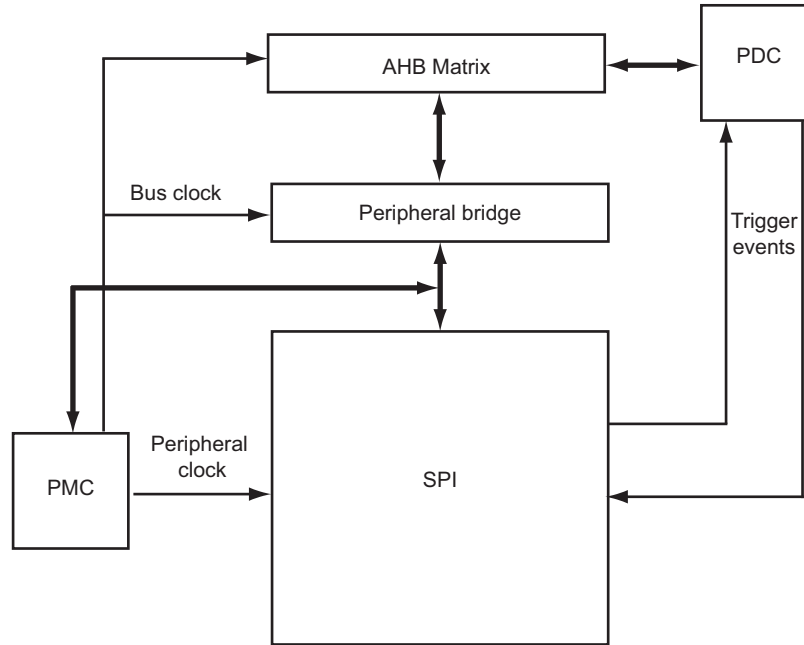 AHB Matrix
PDC
Bus clock
Peripheral bridge
Trigger
events
Peripheral
clock
PMC
SPI